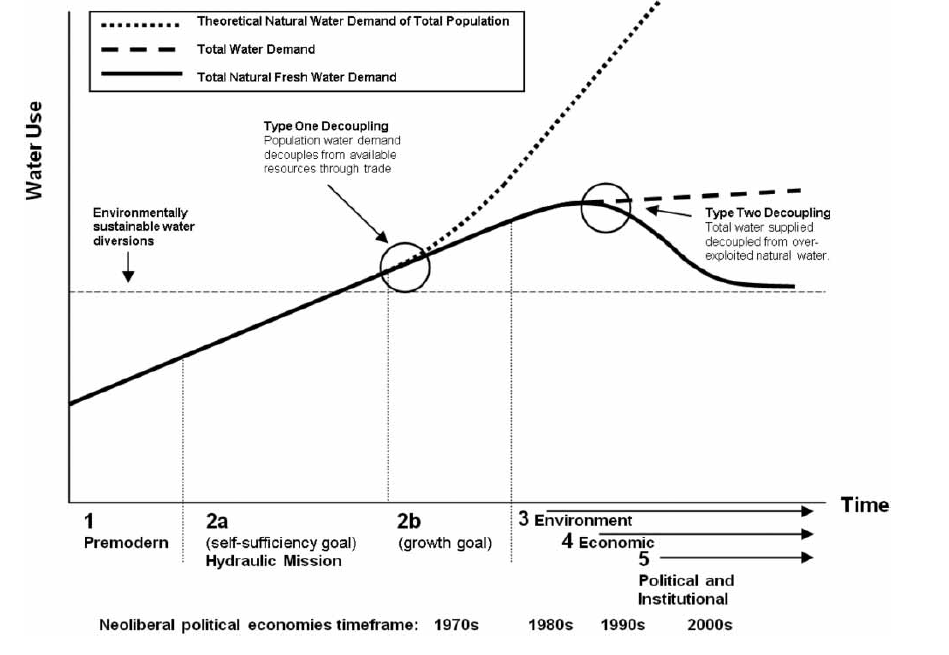 Theoretical Natural Water Demand of Total Population
Total Water Demand
Total Natural Fresh Water Demand
Water Use
Type One Decoupling
Population water demand
decouples from available
resources through trade
Environmentally
sustainable water
diversions
Type Two Decoupling
Total water supplied
decoupled from over-
exploited natural water.
Time
1
Premodern
2a
(self-sufficiency goal)
Hydraulic Mission
2b
(growth goal)
3 Environment
4 Economic
5
Political and
Institutional
Neoliberal political economies timeframe: 1970s 1980s 1990s 2000s